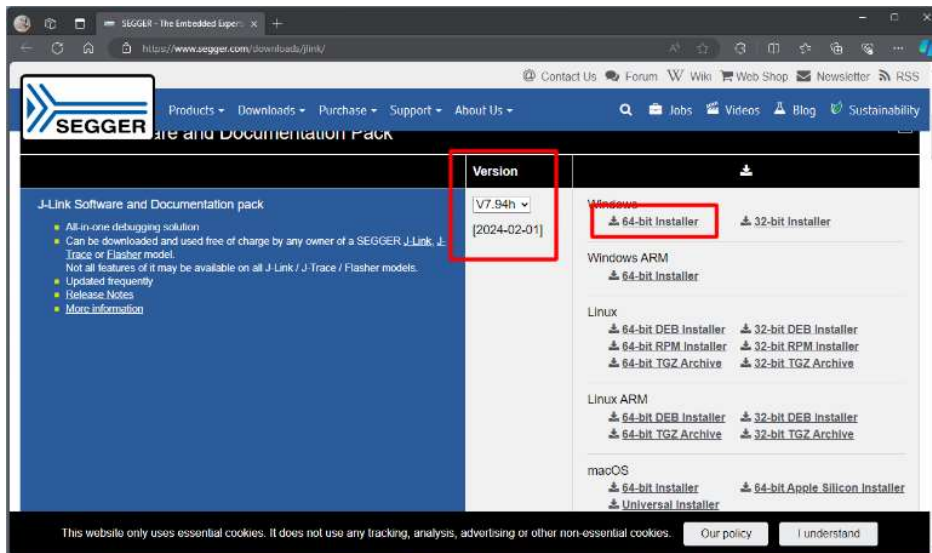 SEGGER - The Embedded Exper
https://www.segger.com/downloads/jlink/
Contact Us Forum Wiki Web Shop Newsletter RSS
SEGGER
Products Downloads Purchase Support About Us Jobs Videos Blog Sustainability
are and Documentation Pack
Version
J-Link Software and Documentation pack
All-in-one debugging solution
Can be downloaded and used free of charge by any owner of a SEGGER J-Link, J-
Trace or Flasher model.
Not all features of it may be available on all J-Link / J-Trace / Flasher models.
Updated frequently
Release Notes
More information
V7.94h
[2024-02-01]
Windows
64-bit Installer 32-bit Installer
Windows ARM
64-bit Installer
Linux
64-bit DEB Installer 32-bit DEB Installer
64-bit RPM Installer 32-bit RPM Installer
64-bit TGZ Archive 32-bit TGZ Archive
Linux ARM
64-bit DEB Installer 32-bit DEB Installer
64-bit TGZ Archive 32-bit TGZ Archive
macOS
64-bit Installer 64-bit Apple Silicon Installer
Universal Installer
This website only uses essential cookies. It does not use any tracking, analysis, advertising or other non-essential cookies. Our policy I understand